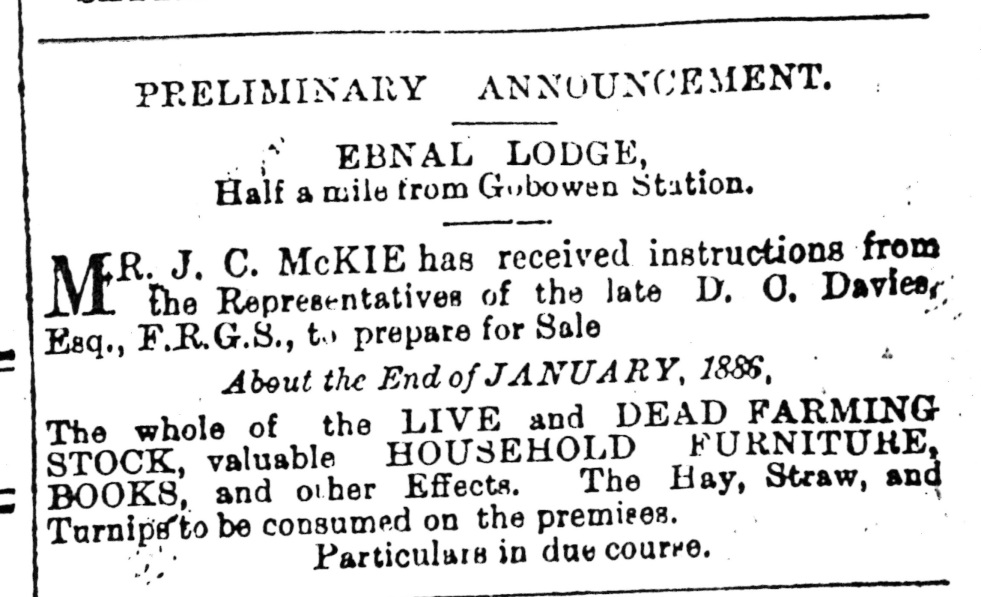 PRELIMINARY ANNOUNCEMENT.
EBNAL LODGE,
Half a mile from Gobowen Station.
MR. J. C. McKIE has received instructions from
the Representatives of the late D. C. Davies,
Esq., F.R.G.S., to prepare for Sale
About the End of JANUARY, 1886,
The whole of the LIVE and DEAD FARMING
STOCK, valuable HOUSEHOLD FURNITURE,
BOOKS, and other Effects. The Hay, Straw, and
Turnips to be consumed on the premises.
Particulars in due course.